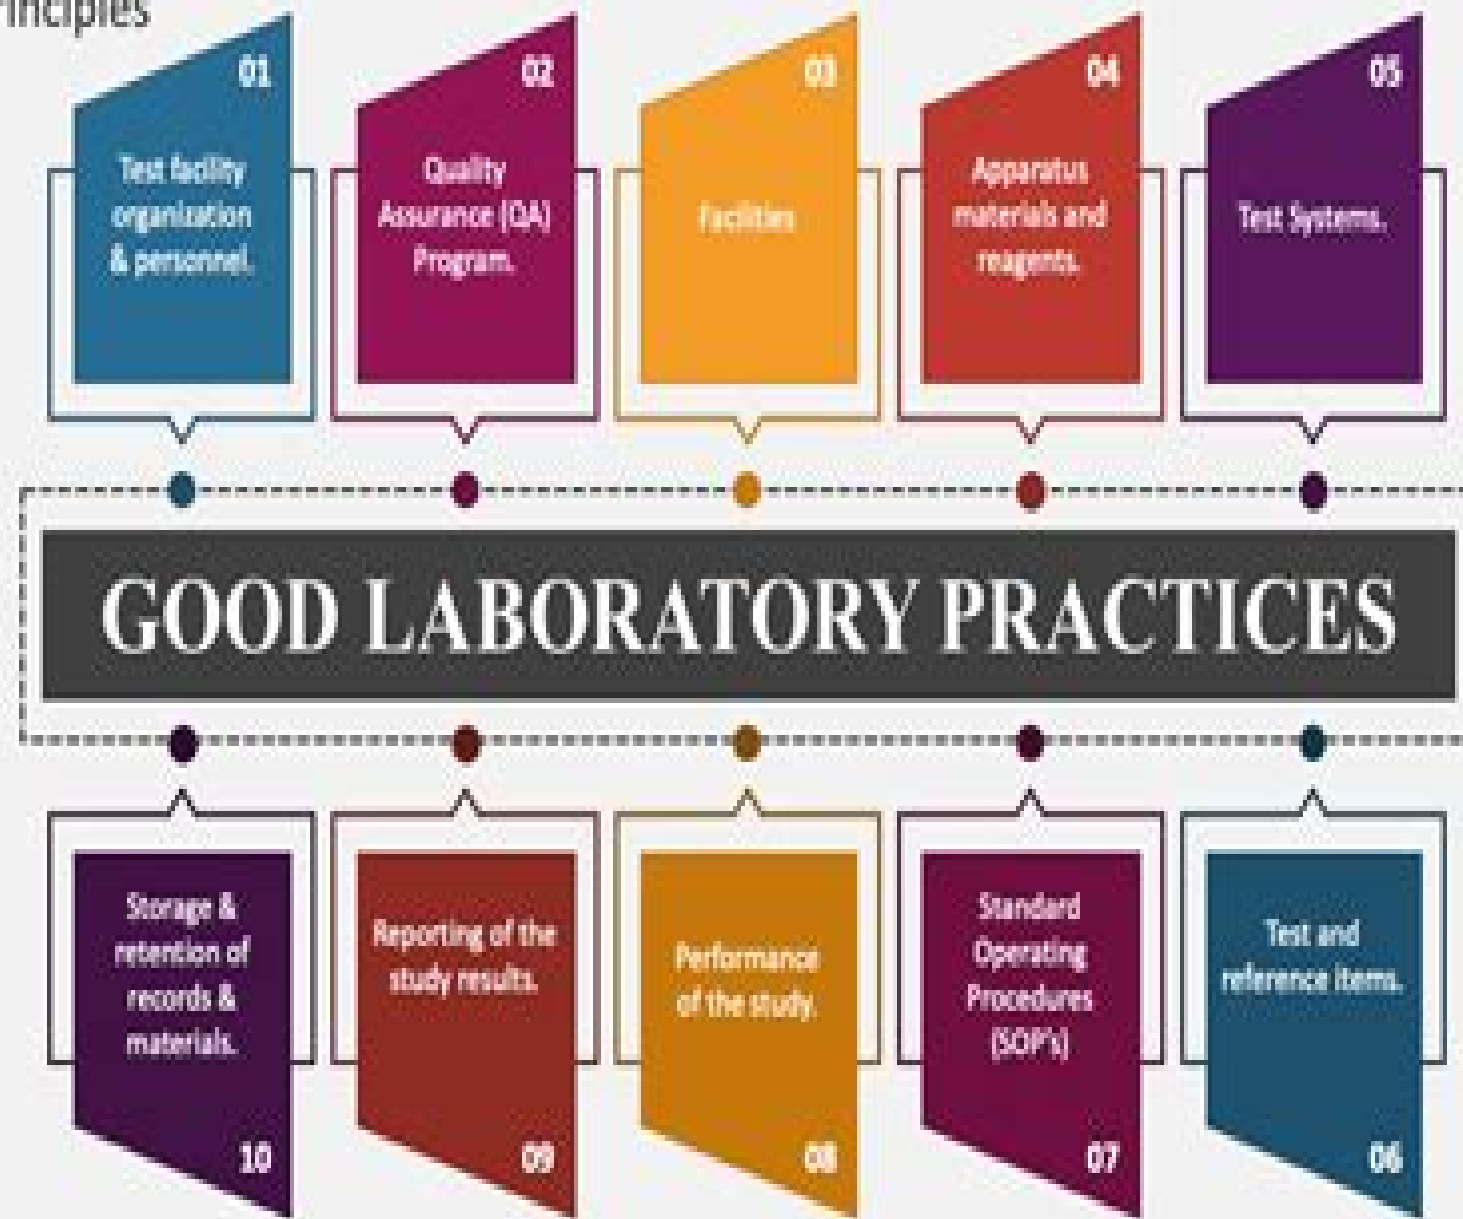 01
Test facility
organization
& personnel.
02
Quality
Assurance (QA)
Program.
03
Facilities
04
Apparatus
materials and
reagents.
05
Test Systems.
GOOD LABORATORY PRACTICES
Storage &
retention of
records &
materials.
10
Reporting of the
study results.
09
Performance
of the study.
08
Standard
Operating
Procedures
(SOP's)
07
Test and
reference items.
06